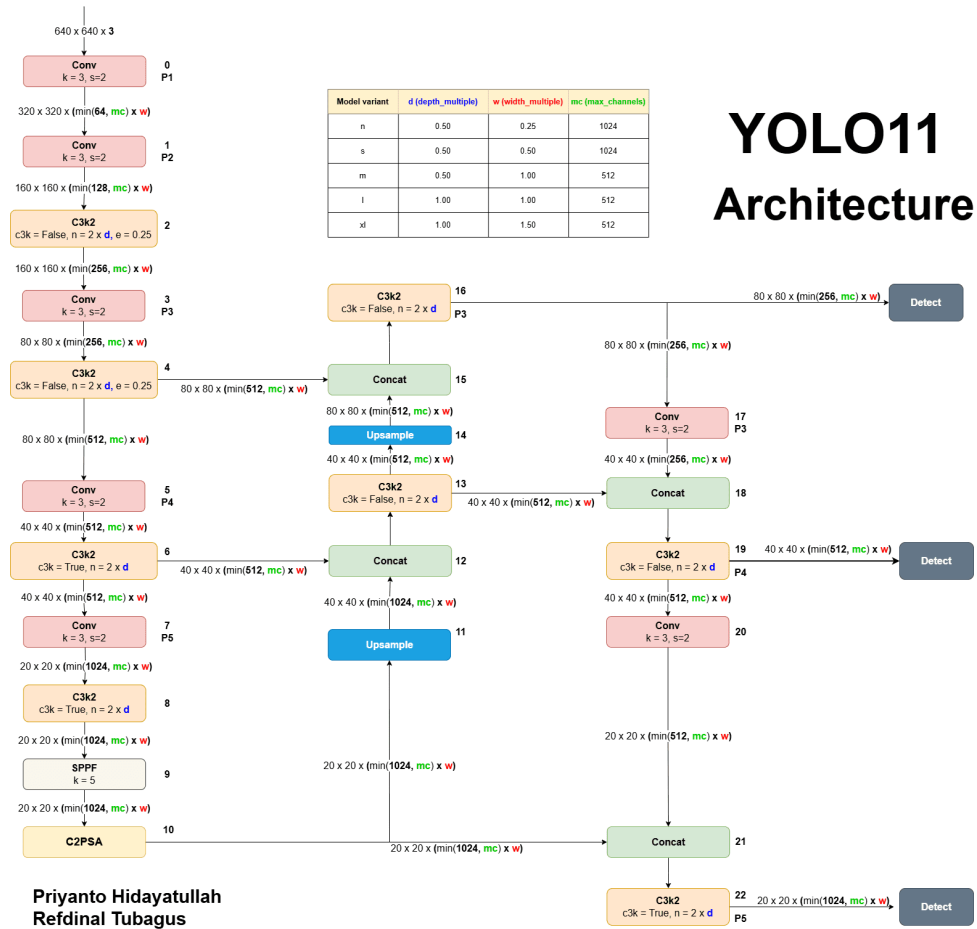 640 x 640 x 3
Conv
k = 3, s=2
0
P1
320 x 320 x (min(64, mc) x w)
Conv
k = 3, s=2
1
P2
160 x 160 x (min(128, mc) x w)
C3k2
c3k = False, n = 2 x d, e = 0.25
2
160 x 160 x (min(256, mc) x w)
Conv
k = 3, s=2
3
P3
80 x 80 x (min(256, mc) x w)
C3k2
c3k = False, n = 2 x d, e = 0.25
4
80 x 80 x (min(512, mc) x w)
80 x 80 x (min(512, mc) x w)
Conv
k = 3, s=2
5
P4
40 x 40 x (min(512, mc) x w)
C3k2
c3k = True, n = 2 x d
6
40 x 40 x (min(512, mc) x w)
40 x 40 x (min(512, mc) x w)
Conv
k = 3, s=2
7
P5
20 x 20 x (min(1024, mc) x w)
C3k2
c3k = True, n = 2 x d
8
20 x 20 x (min(1024, mc) x w)
SPPF
k = 5
9
20 x 20 x (min(1024, mc) x w)
C2PSA
10
Priyanto Hidayatullah
Refdinal Tubagus
Model variant d (depth_multiple) w (width_multiple) mc (max_channels)
n 0.50 0.25 1024
s 0.50 0.50 1024
m 0.50 1.00 512
l 1.00 1.00 512
xl 1.00 1.50 512
YOLO11
Architecture
C3k2
c3k = False, n = 2 x d
16
P3
Concat
15
80 x 80 x (min(512, mc) x w)
Upsample
14
40 x 40 x (min(512, mc) x w)
C3k2
c3k = False, n = 2 x d
13
40 x 40 x (min(512, mc) x w)
Concat
12
40 x 40 x (min(1024, mc) x w)
Upsample
11
20 x 20 x (min(1024, mc) x w)
20 x 20 x (min(1024, mc) x w)
80 x 80 x (min(256, mc) x w)
Detect
80 x 80 x (min(256, mc) x w)
Conv
k = 3, s=2
17
P3
40 x 40 x (min(256, mc) x w)
Concat
18
C3k2
c3k = False, n = 2 x d
19
P4
40 x 40 x (min(512, mc) x w)
Detect
40 x 40 x (min(512, mc) x w)
Conv
k = 3, s=2
20
20 x 20 x (min(512, mc) x w)
Concat
21
C3k2
c3k = True, n = 2 x d
22
P5
20 x 20 x (min(1024, mc) x w)
Detect